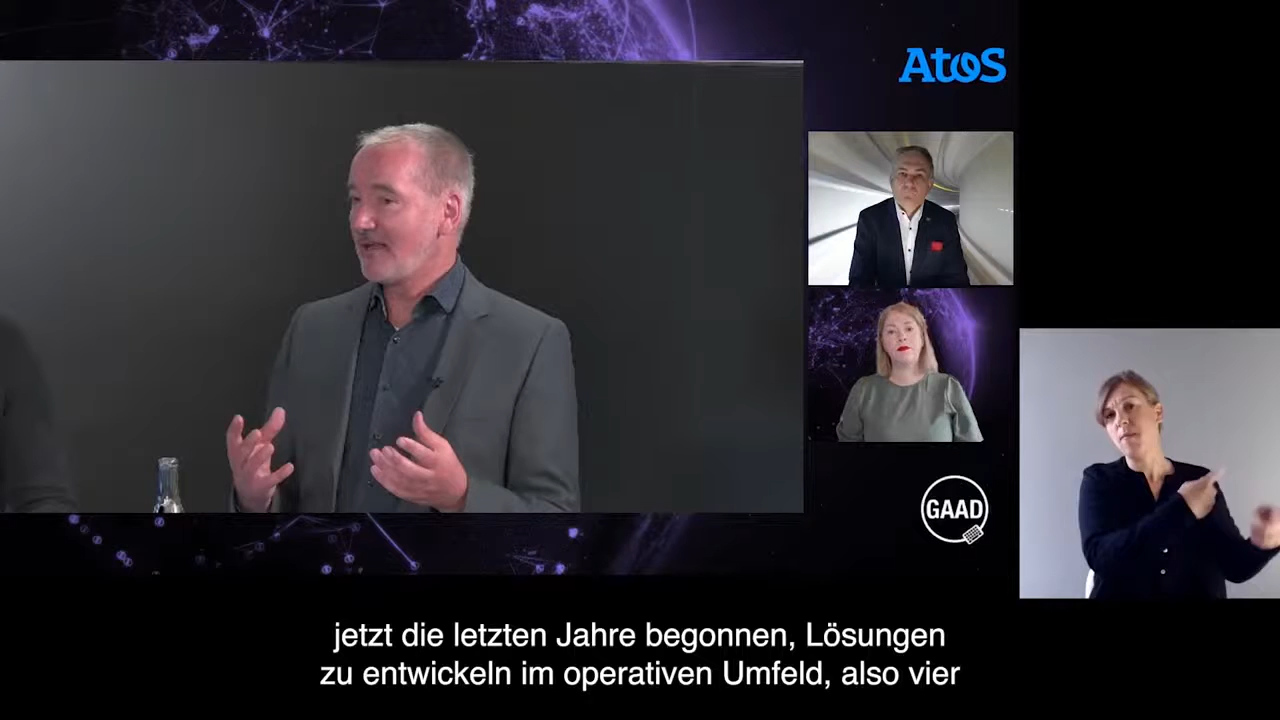 Atos
GAAD
jetzt die letzten Jahre begonnen, Lösungen
zu entwickeln im operativen Umfeld, also vier